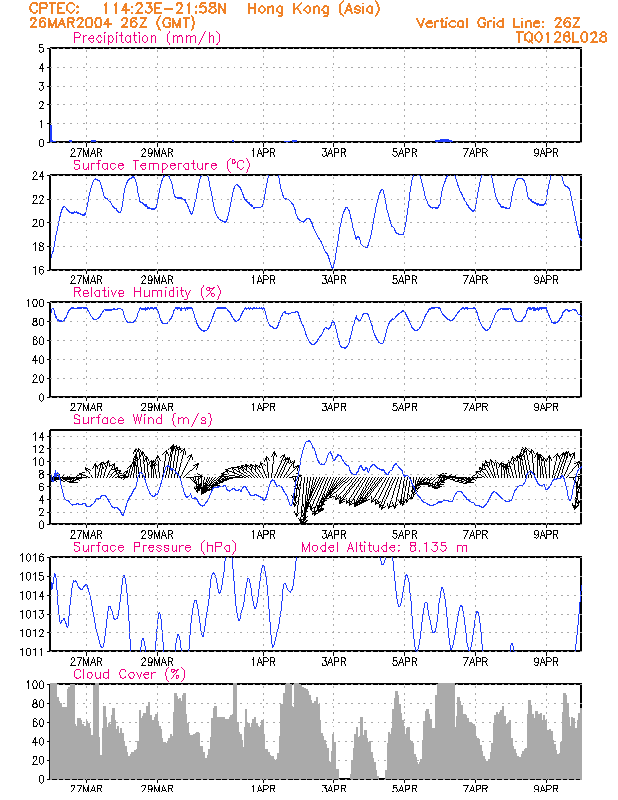 CPTEC: 114:23E-21:58N Hong Kong (Asia)
26MAR2004 26Z (GMT) Vertical Grid Line: 26Z
Precipitation (mm/h) TQ0126L028
5
4
3
2
1
0
27MAR 29MAR 1APR 3APR 5APR 7APR 9APR
Surface Temperature (°C)
24
22
20
18
16
27MAR 29MAR 1APR 3APR 5APR 7APR 9APR
Relative Humidity (%)
100
80
60
40
20
0
27MAR 29MAR 1APR 3APR 5APR 7APR 9APR
Surface Wind (m/s)
14
12
10
8
6
4
2
0
27MAR 29MAR 1APR 3APR 5APR 7APR 9APR
Surface Pressure (hPa) Model Altitude: 8.135 m
1016
1015
1014
1013
1012
1011
27MAR 29MAR 1APR 3APR 5APR 7APR 9APR
Cloud Cover (%)
100
80
60
40
20
0
27MAR 29MAR 1APR 3APR 5APR 7APR 9APR